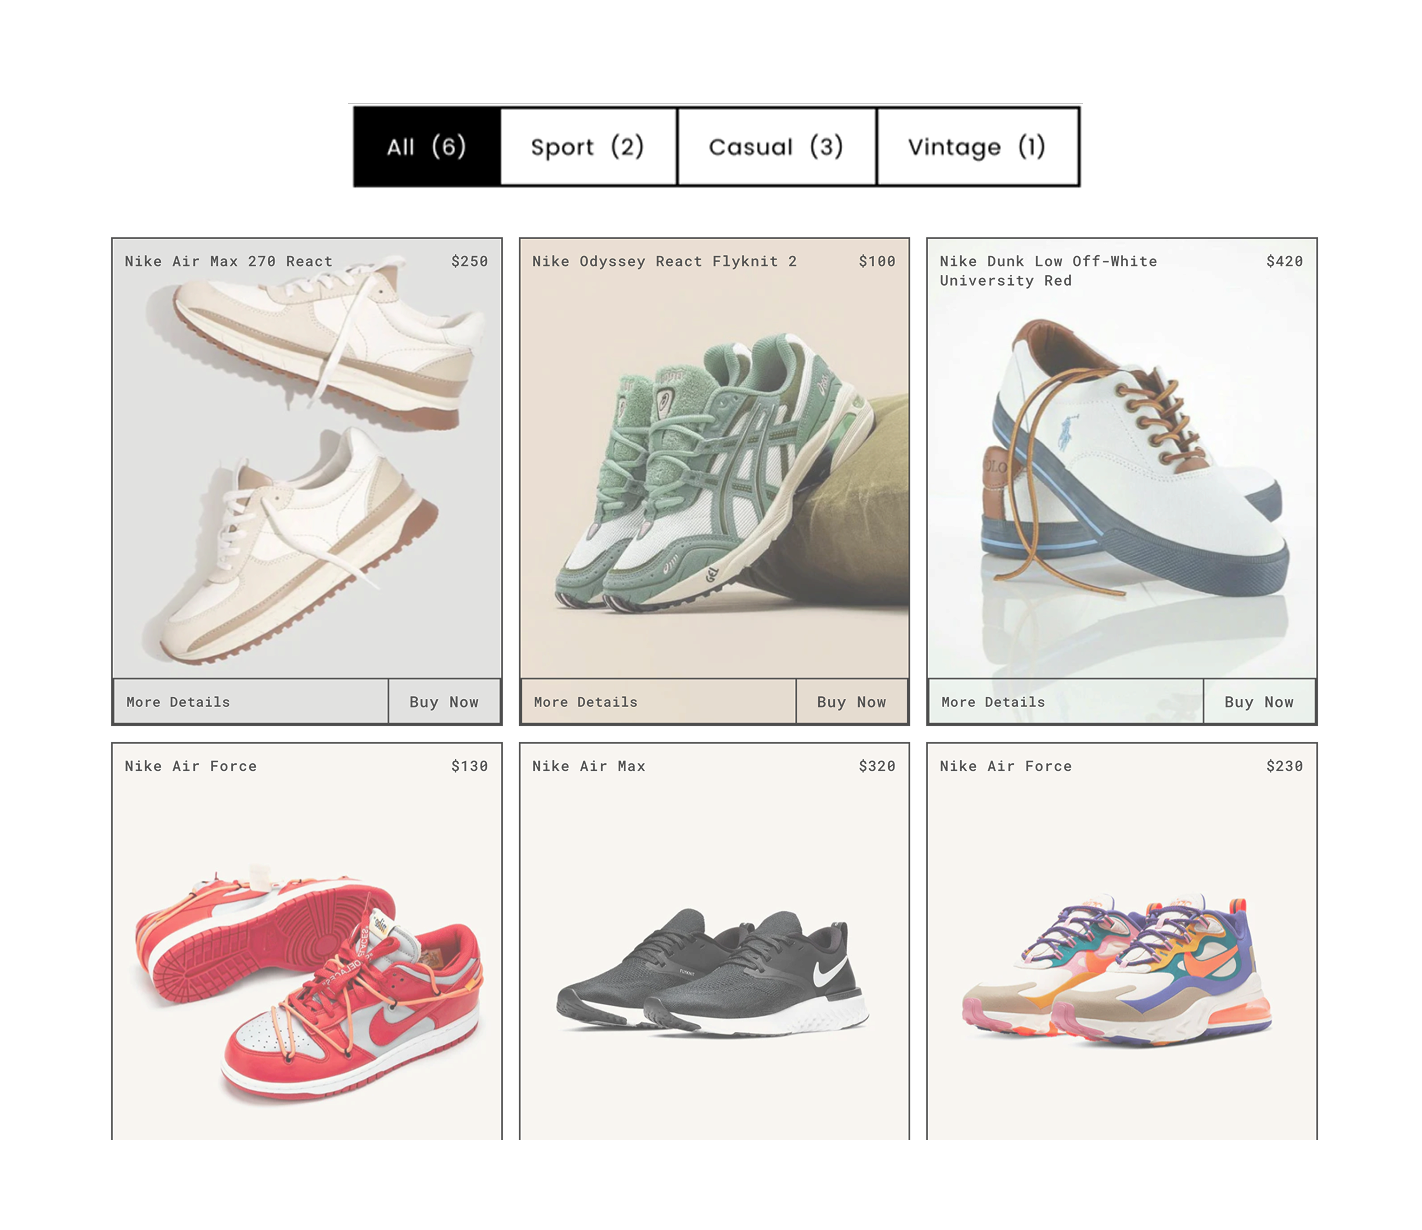 All (6)
Sport (2)
Casual (3)
Vintage (1)
Nike Air Max 270 React
$250
Nike Odyssey React Flyknit 2
$100
Nike Dunk Low Off-White
University Red
$420
OLO
GEL
More Details
Buy Now
More Details
Buy Now
More Details
Buy Now
Nike Air Force
$130
Nike Air Max
$320
Nike Air Force
$230